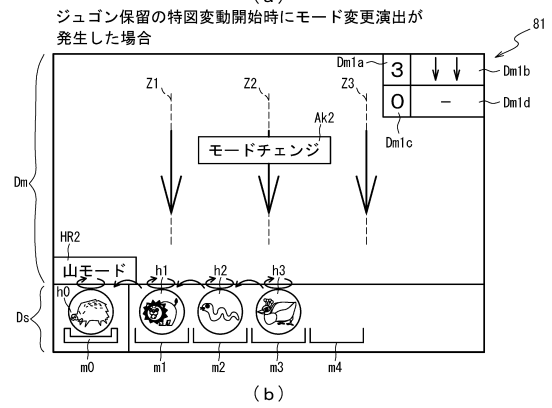 (a)
ジュゴン保留の特図変動開始時にモード変更演出が
発生した場合
81
Dm1a
3
↓↓
Dm1b
Z1
Z2
Z3
0
−
Dm1d
Ak2
Dm1c
モードチェンジ
Dm
HR2
山モード
h0
h1
h2
h3
Ds
m0
m1
m2
m3
m4
(b)